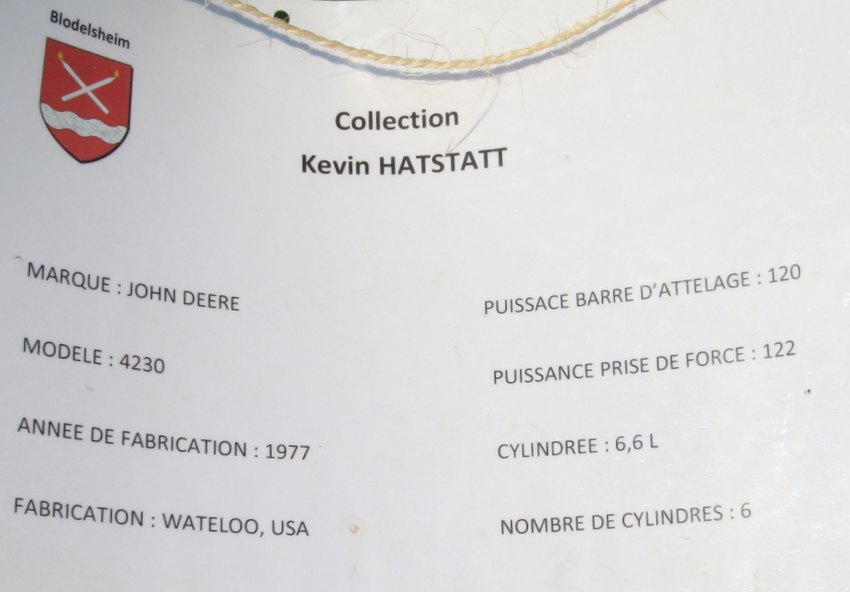 Blodelsheim
Collection
Kevin HATSTATT
MARQUE : JOHN DEERE
MODELE : 4230
ANNEE DE FABRICATION : 1977
FABRICATION : WATELOO, USA
PUISSACE BARRE D'ATTELAGE : 120
PUISSANCE PRISE DE FORCE : 122
CYLINDREE : 6,6 L
NOMBRE DE CYLINDRES : 6